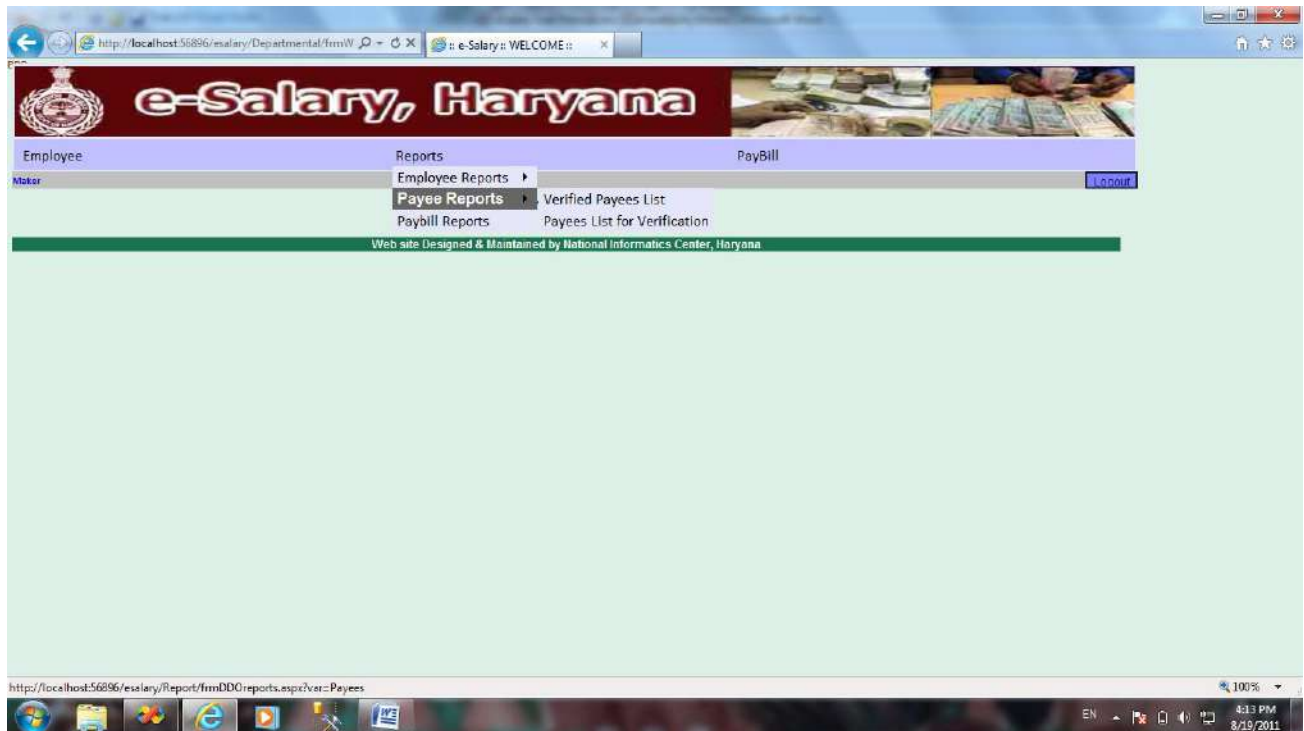 http://localhost:56896/esalary/Departmental/frmW
:: e-Salary :: WELCOME ::
e-Salary, Haryana
Employee Reports PayBill
Maker Logout
Employee Reports
Payee Reports Verified Payees List
Paybill Reports Payees List for Verification
Web site Designed & Maintained by National Informatics Center, Haryana
http://localhost:56896/esalary/Report/frmDDOreports.aspx?var=Payees
100%
EN
4:13 PM
8/19/2011